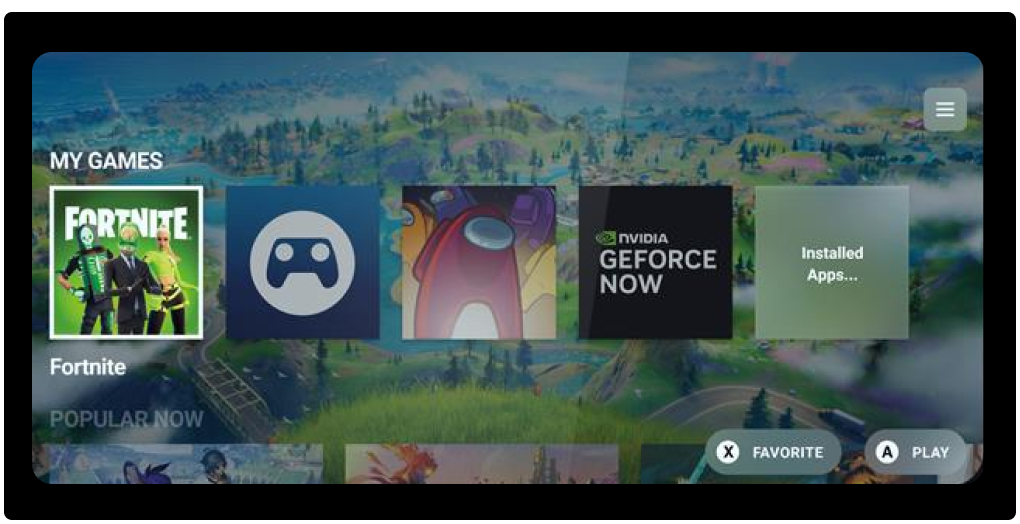 MY GAMES
FORTNITE
NVIDIA
GEFORCE
NOW
Installed
Apps...
Fortnite
POPULAR NOW
X FAVORITE
A PLAY